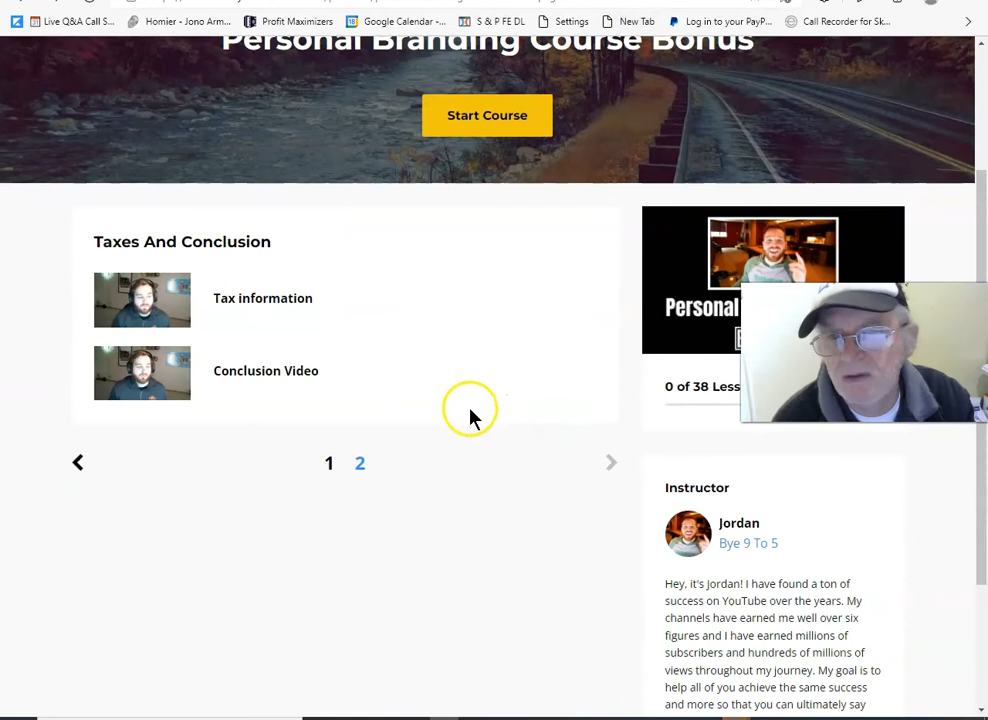 Live Q&A Call S...
Homier - Jono Arm...
Profit Maximizers
Google Calendar -...
S & P FE DL
Settings
New Tab
Log in to your PayP...
Call Recorder for Sk...
Personal Branding Course Bonus
Start Course
Taxes And Conclusion
Tax information
Conclusion Video
1 2
Personal
0 of 38 Less
Instructor
Jordan
Bye 9 To 5
Hey, it's Jordan! I have found a ton of
success on YouTube over the years. My
channels have earned me well over six
figures and I have earned millions of
subscribers and hundreds of millions of
views throughout my journey. My goal is to
help all of you achieve the same success
and more so that you can ultimately say